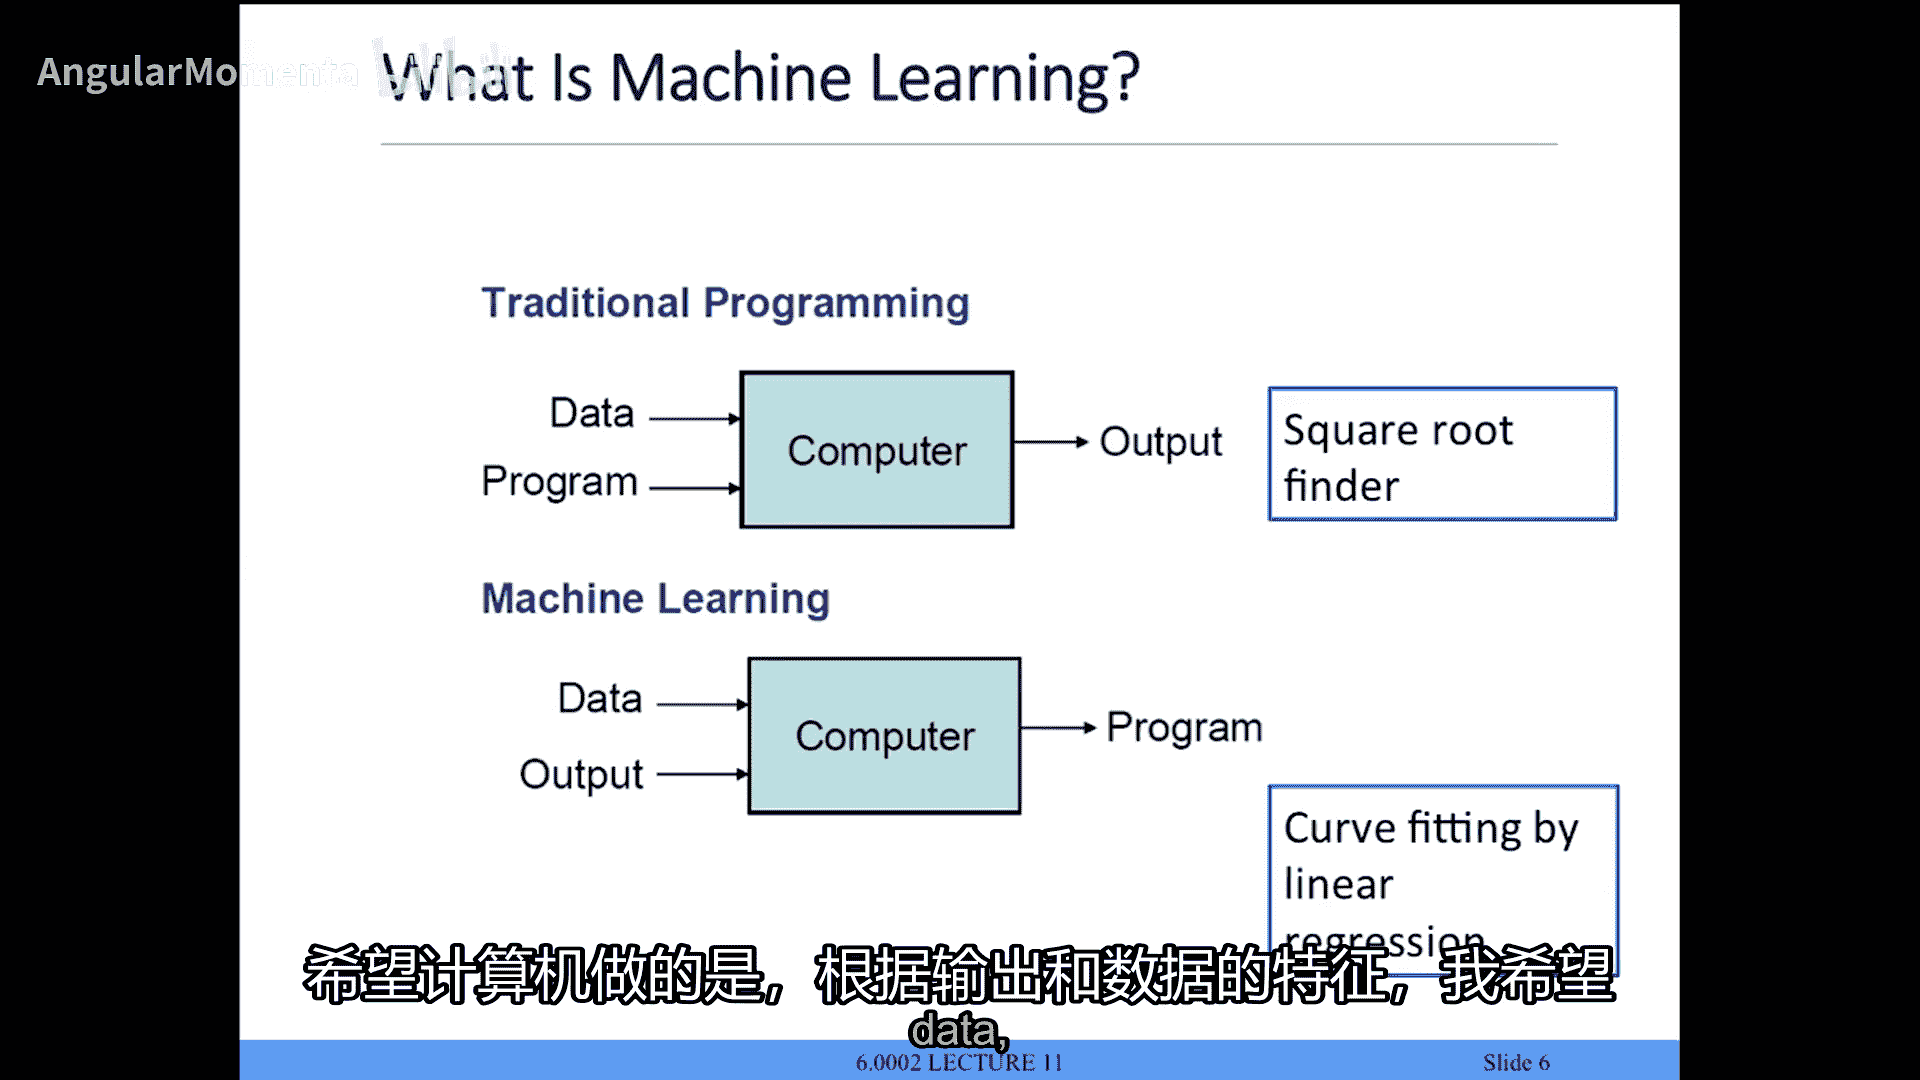 AngularMomenta
What Is Machine Learning?
Traditional Programming
Data
Program
Computer
Output
Square root
finder
Machine Learning
Data
Output
Computer
Program
Curve fitting by
linear
regression
希望计算机做的是，根据输出和数据的特征，我希望
data,
6.0002 LECTURE 11
Slide 6